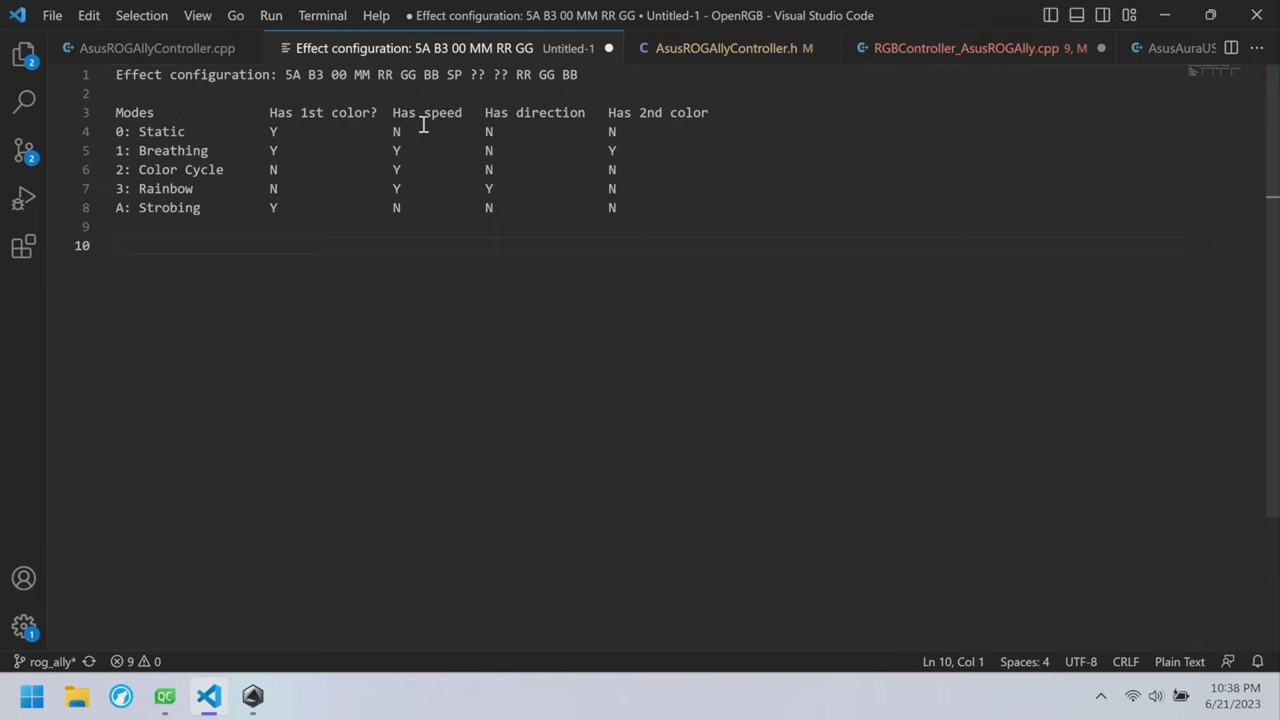 File Edit Selection View Go Run Terminal Help ● Effect configuration: 5A B3 00 MM RR GG • Untitled-1 - OpenRGB - Visual Studio Code
AsusROGAllyController.cpp Effect configuration: 5A B3 00 MM RR GG Untitled-1 AsusROGAllyController.h M RGBController_AsusROGAlly.cpp 9, M AsusAuraUS
1 Effect configuration: 5A B3 00 MM RR GG BB SP ?? ?? RR GG BB
2
3 Modes Has 1st color? Has speed Has direction Has 2nd color
4 0: Static Y N N N
5 1: Breathing Y Y N Y
6 2: Color Cycle N Y N N
7 3: Rainbow N Y Y N
8 A: Strobing Y N N N
9
10
2
2
1
rog_ally* 9 0 Ln 10, Col 1 Spaces: 4 UTF-8 CRLF Plain Text
QC
10:38 PM
6/21/2023